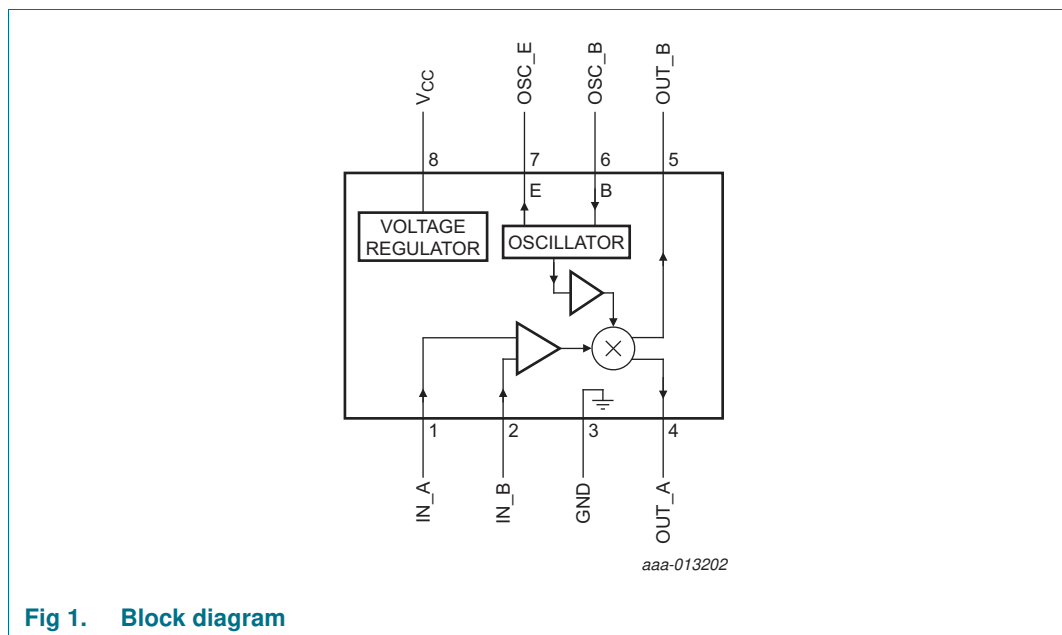 VCC
OSC_E
OSC_B
OUT_B
8
7
6
5
E
B
VOLTAGE
REGULATOR
OSCILLATOR
1
2
3
4
IN_A
IN_B
GND
OUT_A
aaa-013202
Fig 1. Block diagram